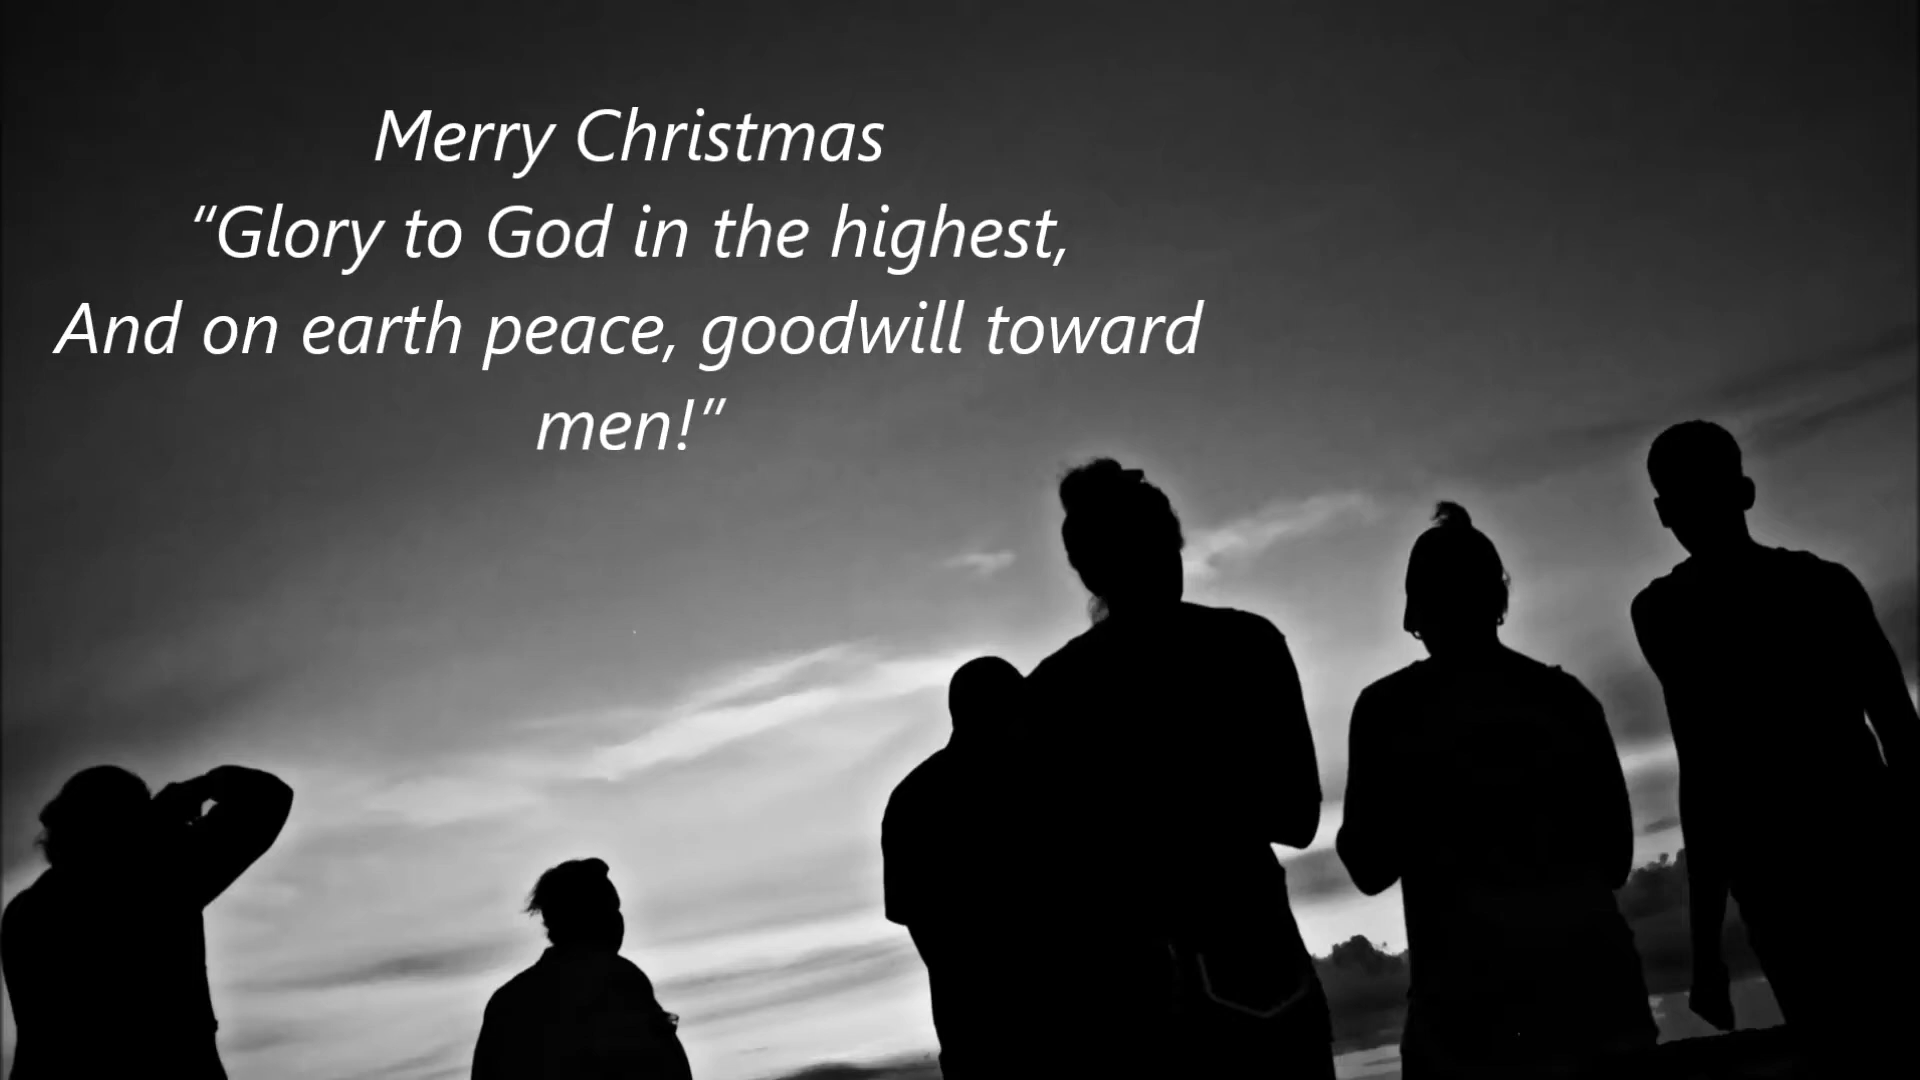 Merry Christmas
“Glory to God in the highest,
And on earth peace, goodwill toward
men!”